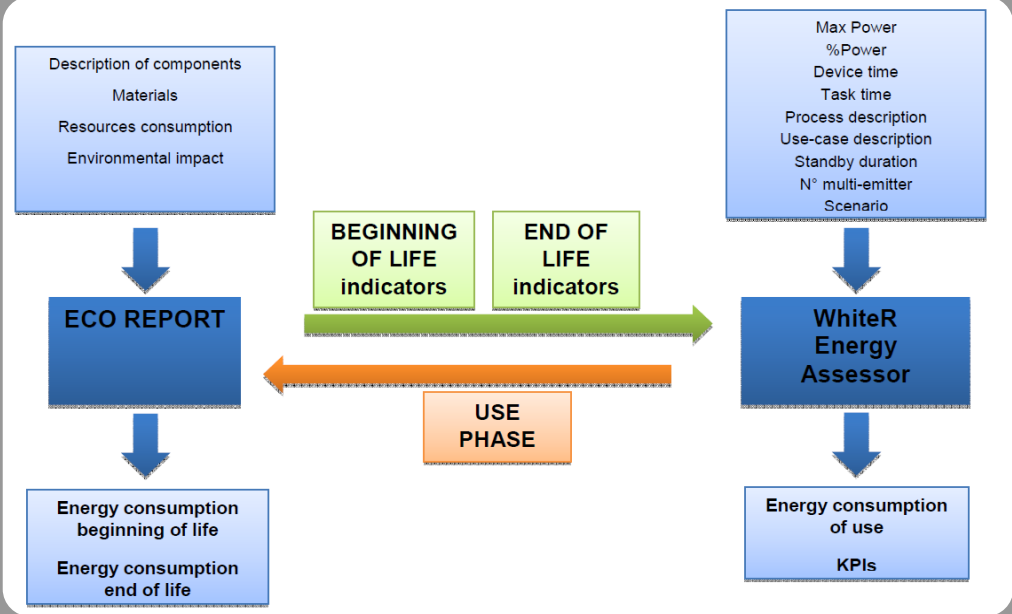 Description of components
Materials
Resources consumption
Environmental impact
Max Power
%Power
Device time
Task time
Process description
Use-case description
Standby duration
N° multi-emitter
Scenario
BEGINNING
OF LIFE
indicators
END OF
LIFE
indicators
ECO REPORT
WhiteR
Energy
Assessor
USE
PHASE
Energy consumption
beginning of life
Energy consumption
end of life
Energy consumption
of use
KPIs